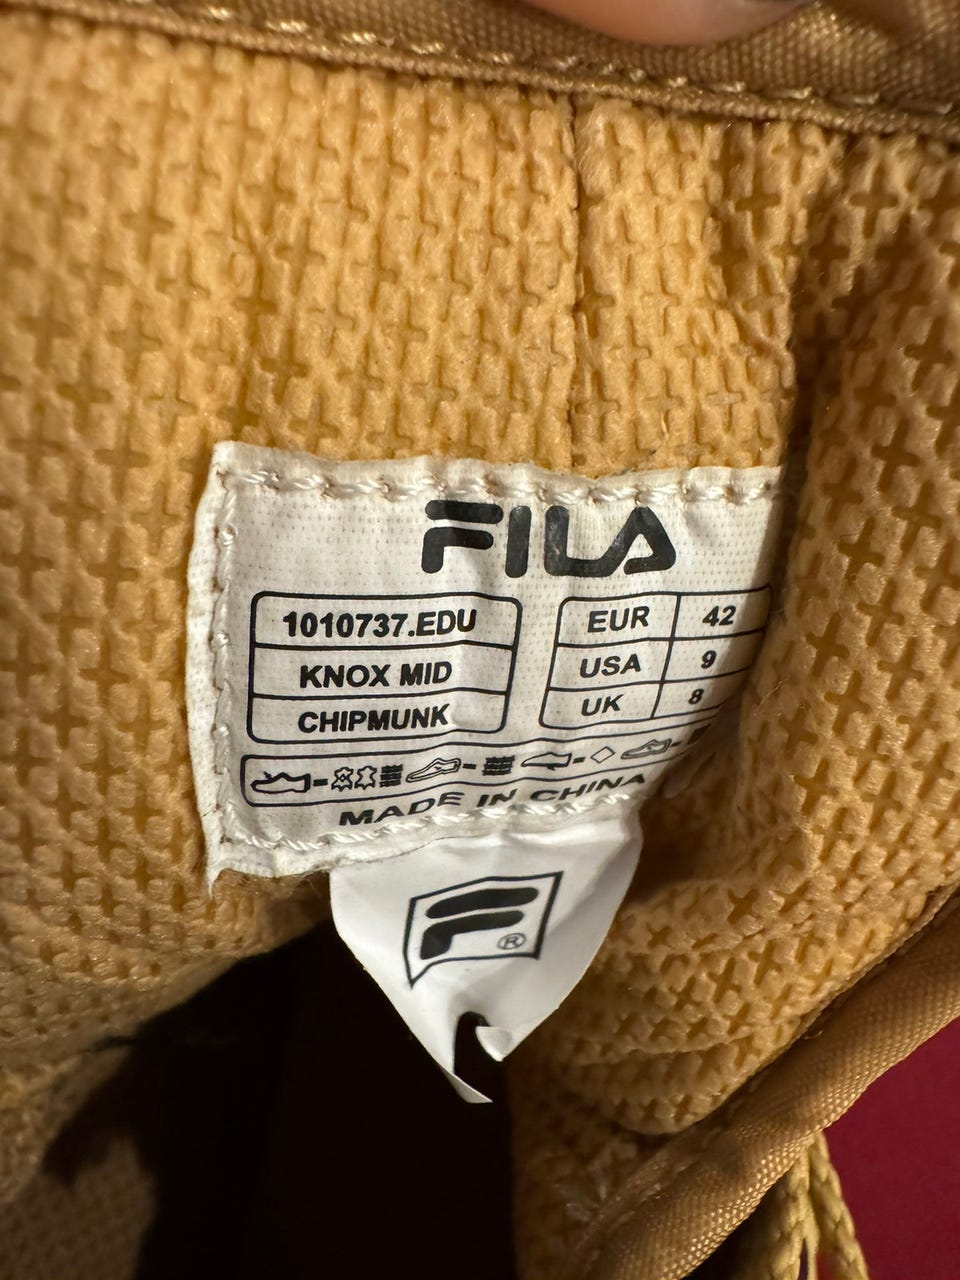 FILA
1010737.EDU
KNOX MID
CHIPMUNK
EUR 42
USA 9
UK 8
MADE IN CHINA
F ®